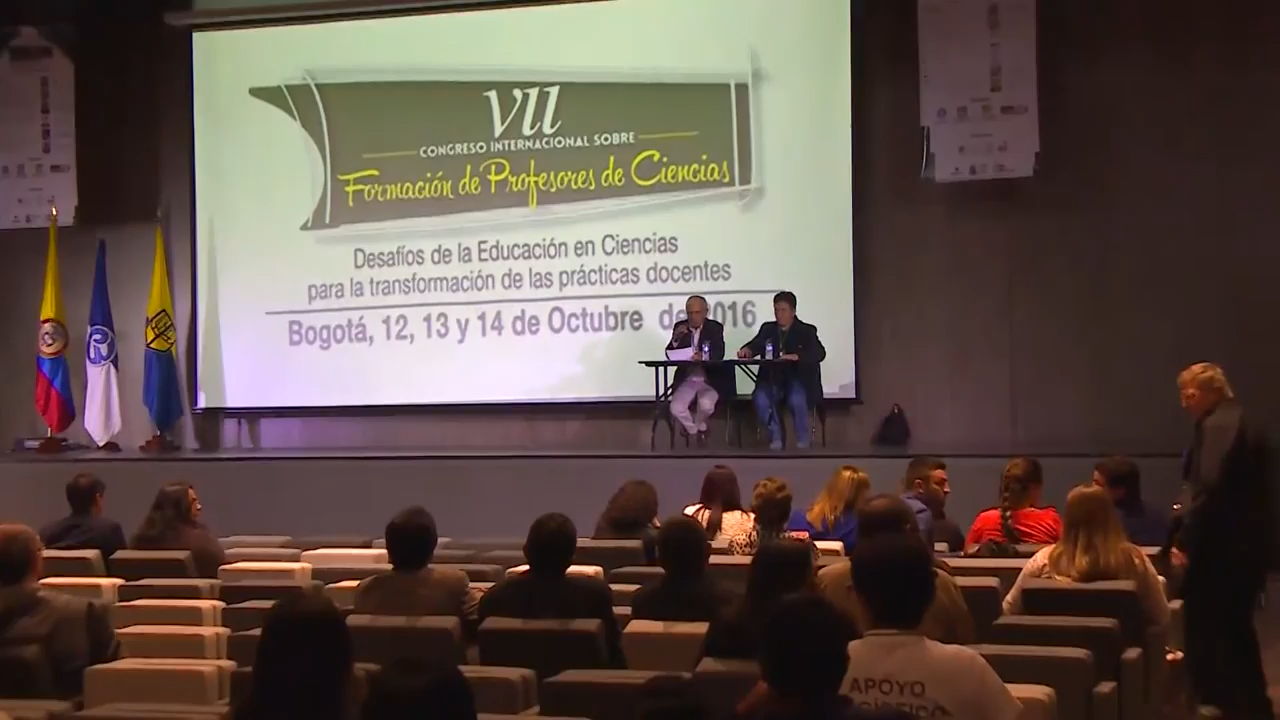 VII
CONGRESO INTERNACIONAL SOBRE
Formación de Profesores de Ciencias
Desafíos de la Educación en Ciencias
para la transformación de las prácticas docentes
Bogotá, 12, 13 y 14 de Octubre de 2016
APOYO